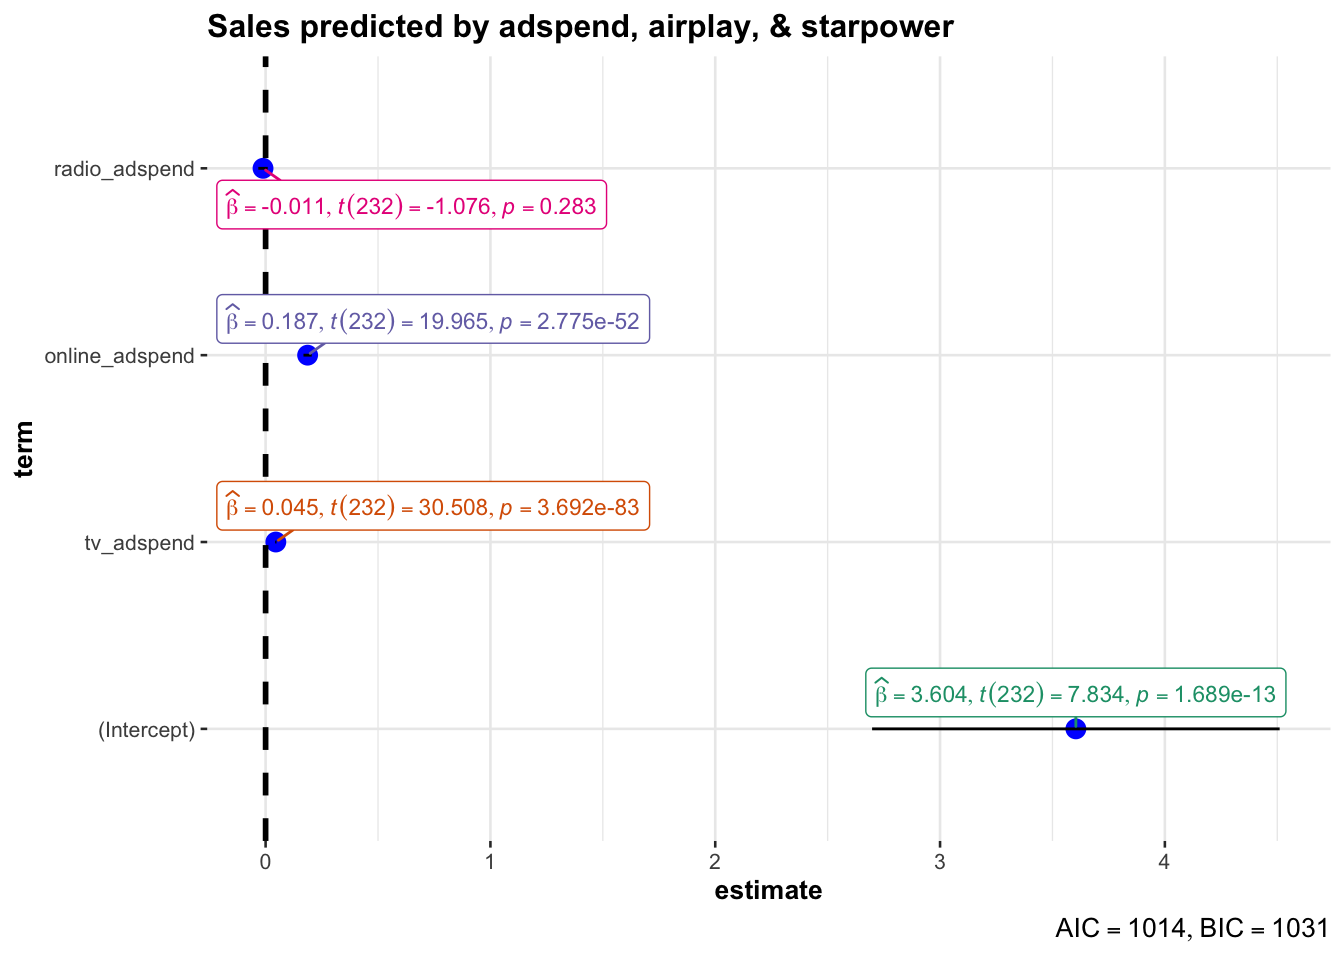 Sales predicted by adspend, airplay, & starpower
radio_adspend
β̂ = -0.011, t(232) = -1.076, p = 0.283
β̂ = 0.187, t(232) = 19.965, p = 2.775e-52
online_adspend
term
β̂ = 0.045, t(232) = 30.508, p = 3.692e-83
tv_adspend
β̂ = 3.604, t(232) = 7.834, p = 1.689e-13
(Intercept)
0 1 2 3 4
estimate
AIC = 1014, BIC = 1031